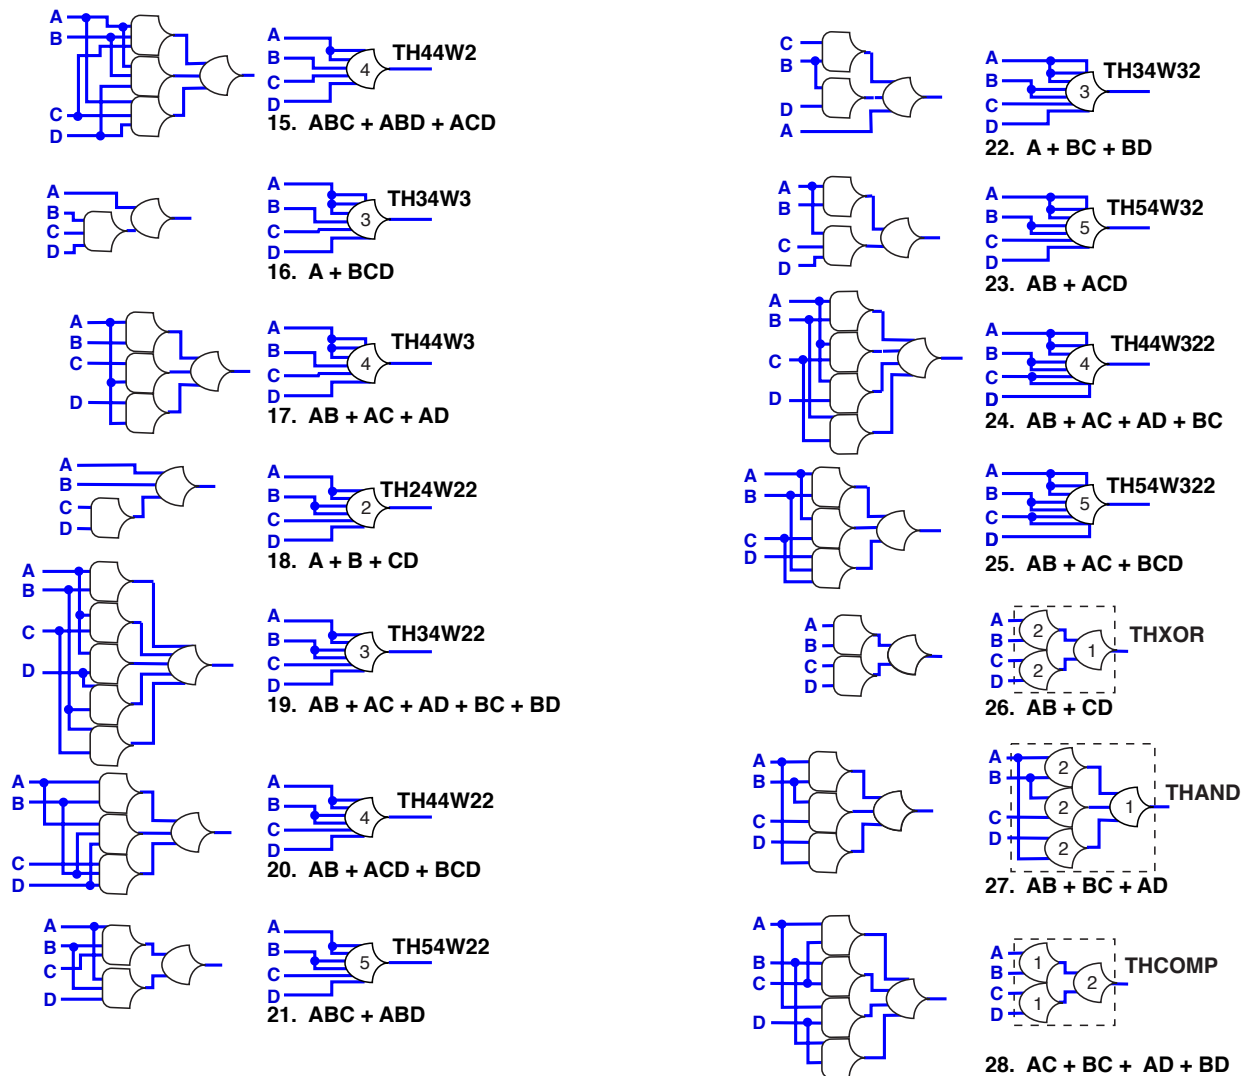 A
B
C
D
A
B
C
D
4
TH44W2
15. ABC + ABD + ACD
A
B
C
D
A
B
C
D
3
TH34W3
16. A + BCD
A
B
C
D
A
B
C
D
4
TH44W3
17. AB + AC + AD
A
B
C
D
A
B
C
D
2
TH24W22
18. A + B + CD
A
B
C
D
A
B
C
D
3
TH34W22
19. AB + AC + AD + BC + BD
A
B
C
D
A
B
C
D
4
TH44W22
20. AB + ACD + BCD
A
B
C
D
A
B
C
D
5
TH54W22
21. ABC + ABD
C
B
D
A
A
B
C
D
3
TH34W32
22. A + BC + BD
A
B
C
D
A
B
C
D
5
TH54W32
23. AB + ACD
A
B
C
D
A
B
C
D
4
TH44W322
24. AB + AC + AD + BC
A
B
C
D
A
B
C
D
5
TH54W322
25. AB + AC + BCD
A
B
C
D
A
B
C
D
2
2
1
THXOR
26. AB + CD
A
B
C
D
A
B
C
D
2
2
2
1
THAND
27. AB + BC + AD
A
B
C
D
A
B
C
D
1
1
2
THCOMP
28. AC + BC + AD + BD